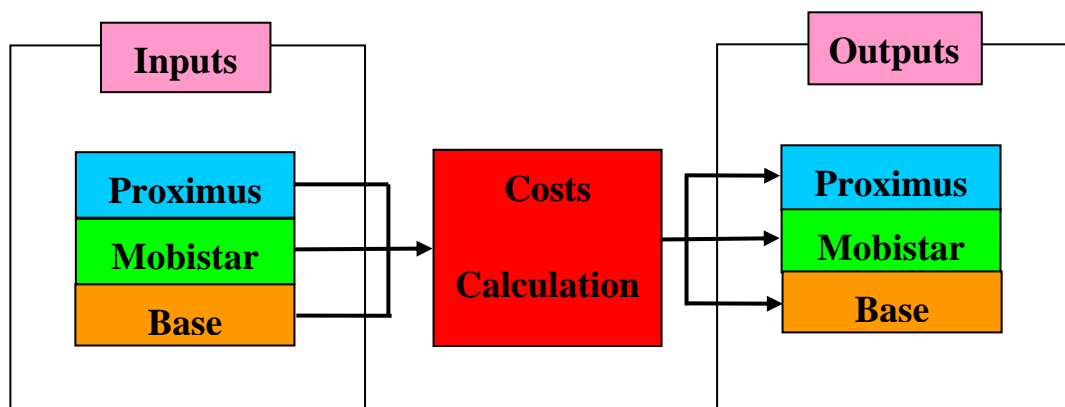 Inputs
Proximus
Mobistar
Base
Costs
Calculation
Outputs
Proximus
Mobistar
Base